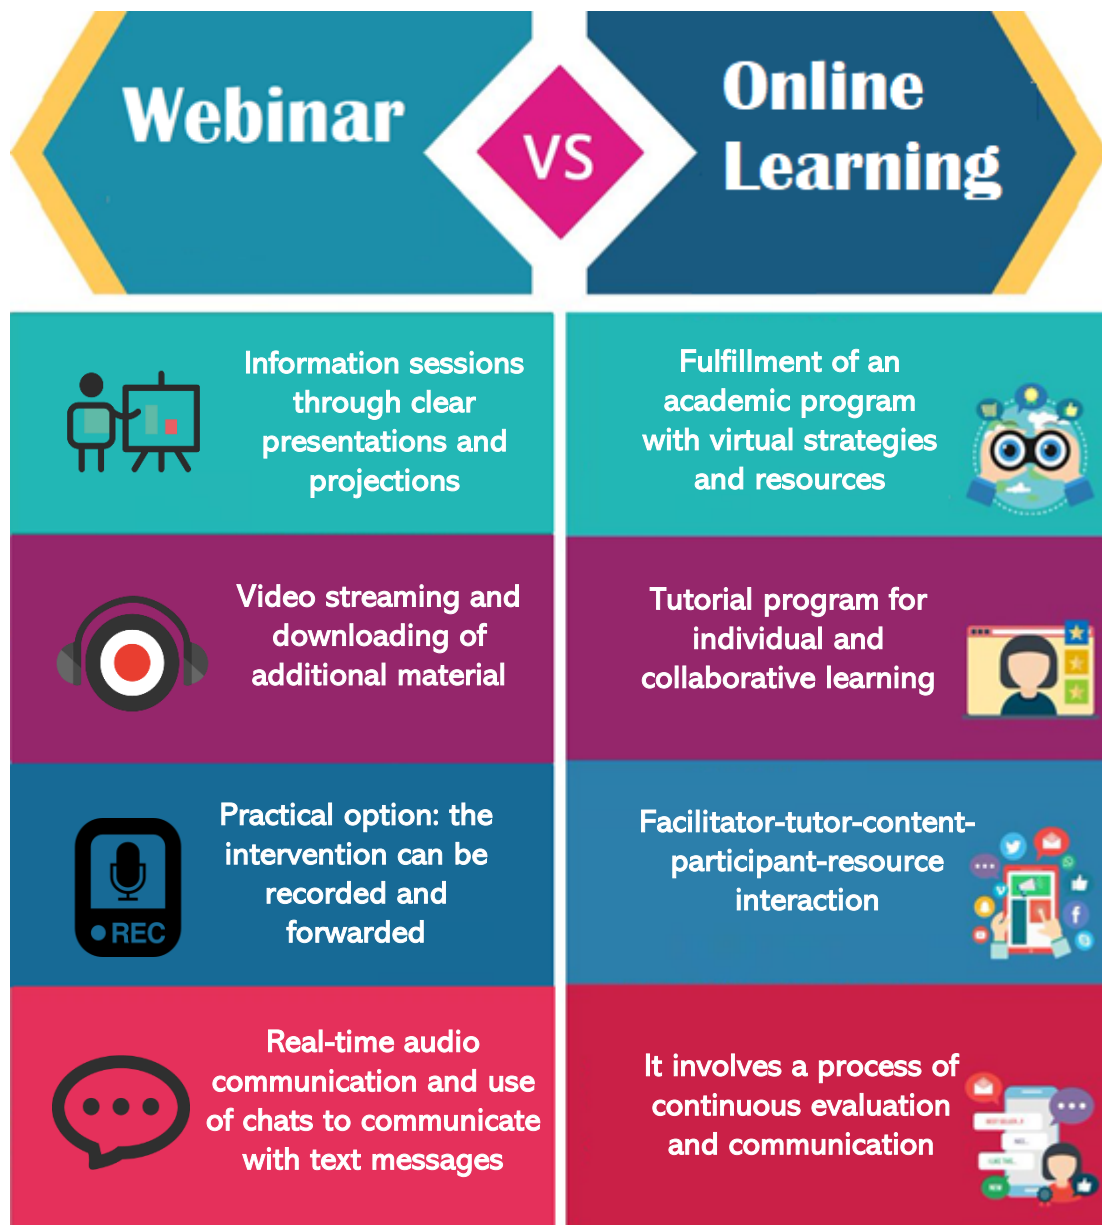 Webinar
VS
Online
Learning
Information sessions
through clear
presentations and
projections
Fulfillment of an
academic program
with virtual strategies
and resources
Video streaming and
downloading of
additional material
Tutorial program for
individual and
collaborative learning
Practical option: the
intervention can be
recorded and
forwarded
REC
Facilitator-tutor-content-
participant-resource
interaction
Real-time audio
communication and use
of chats to communicate
with text messages
It involves a process of
continuous evaluation
and communication